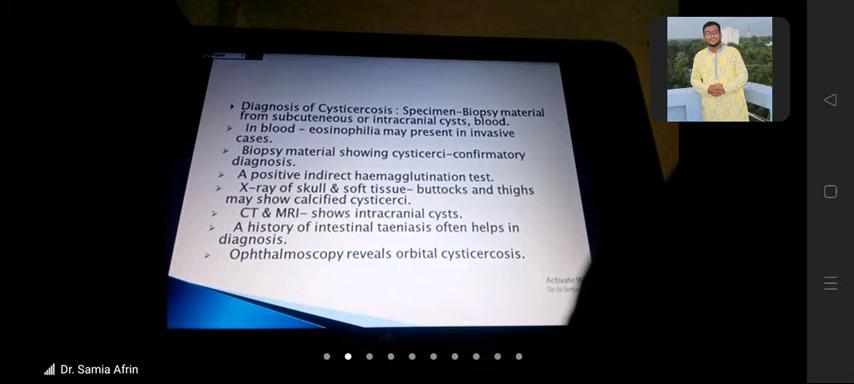 Diagnosis of Cysticercosis : Specimen-Biopsy material
from subcuteneous or intracranial cysts, blood.
In blood - eosinophilia may present in invasive
cases.
Biopsy material showing cysticerci-confirmatory
diagnosis.
A positive indirect haemagglutination test.
X-ray of skull & soft tissue- buttocks and thighs
may show calcified cysticerci.
CT & MRI- shows intracranial cysts.
A history of intestinal taeniasis often helps in
diagnosis.
Ophthalmoscopy reveals orbital cysticercosis.
Activate
Go to
Dr. Samia Afrin